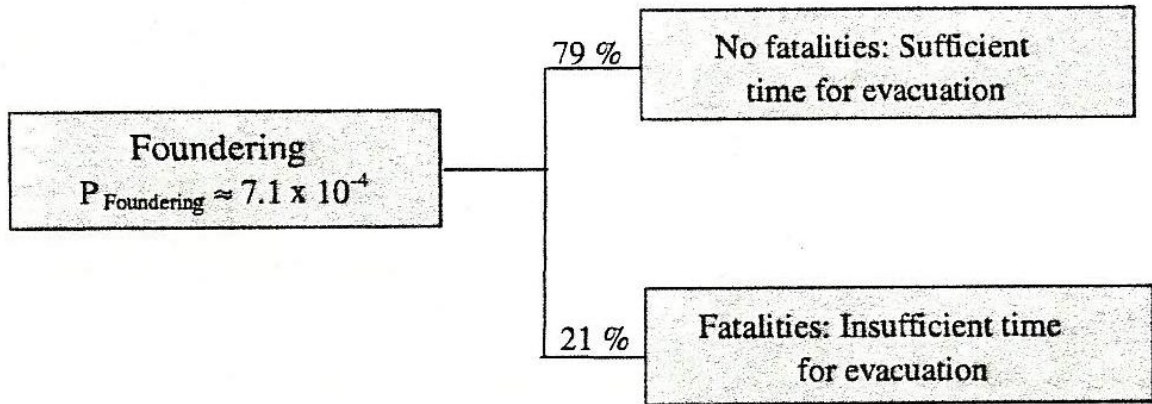 79 %
No fatalities: Sufficient
time for evacuation
Foundering
P Foundering ≈ 7.1 x 10⁻⁴
21 %
Fatalities: Insufficient time
for evacuation